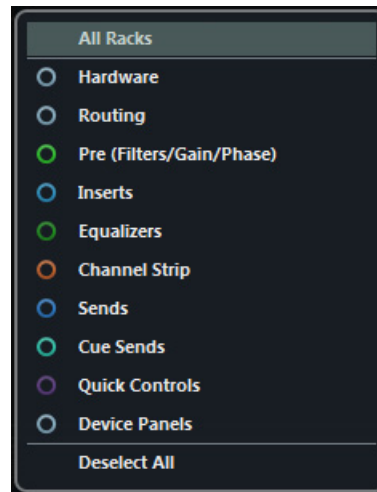 All Racks
Hardware
Routing
Pre (Filters/Gain/Phase)
Inserts
Equalizers
Channel Strip
Sends
Cue Sends
Quick Controls
Device Panels
Deselect All